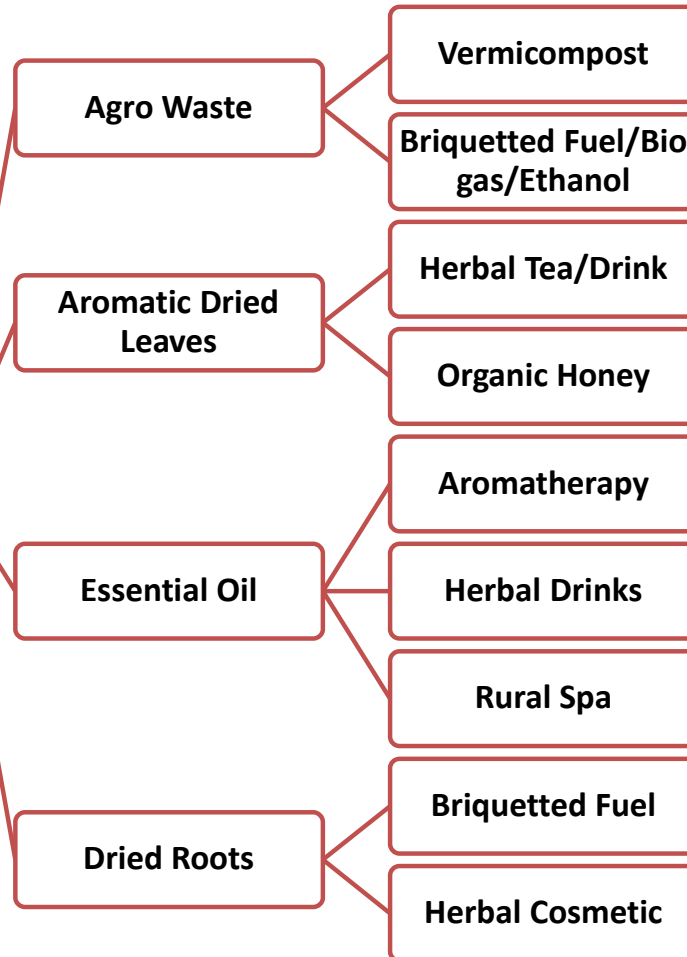 Agro Waste
Vermicompost
Briquetted Fuel/Bio
gas/Ethanol
Aromatic Dried
Leaves
Herbal Tea/Drink
Organic Honey
Essential Oil
Aromatherapy
Herbal Drinks
Rural Spa
Dried Roots
Briquetted Fuel
Herbal Cosmetic